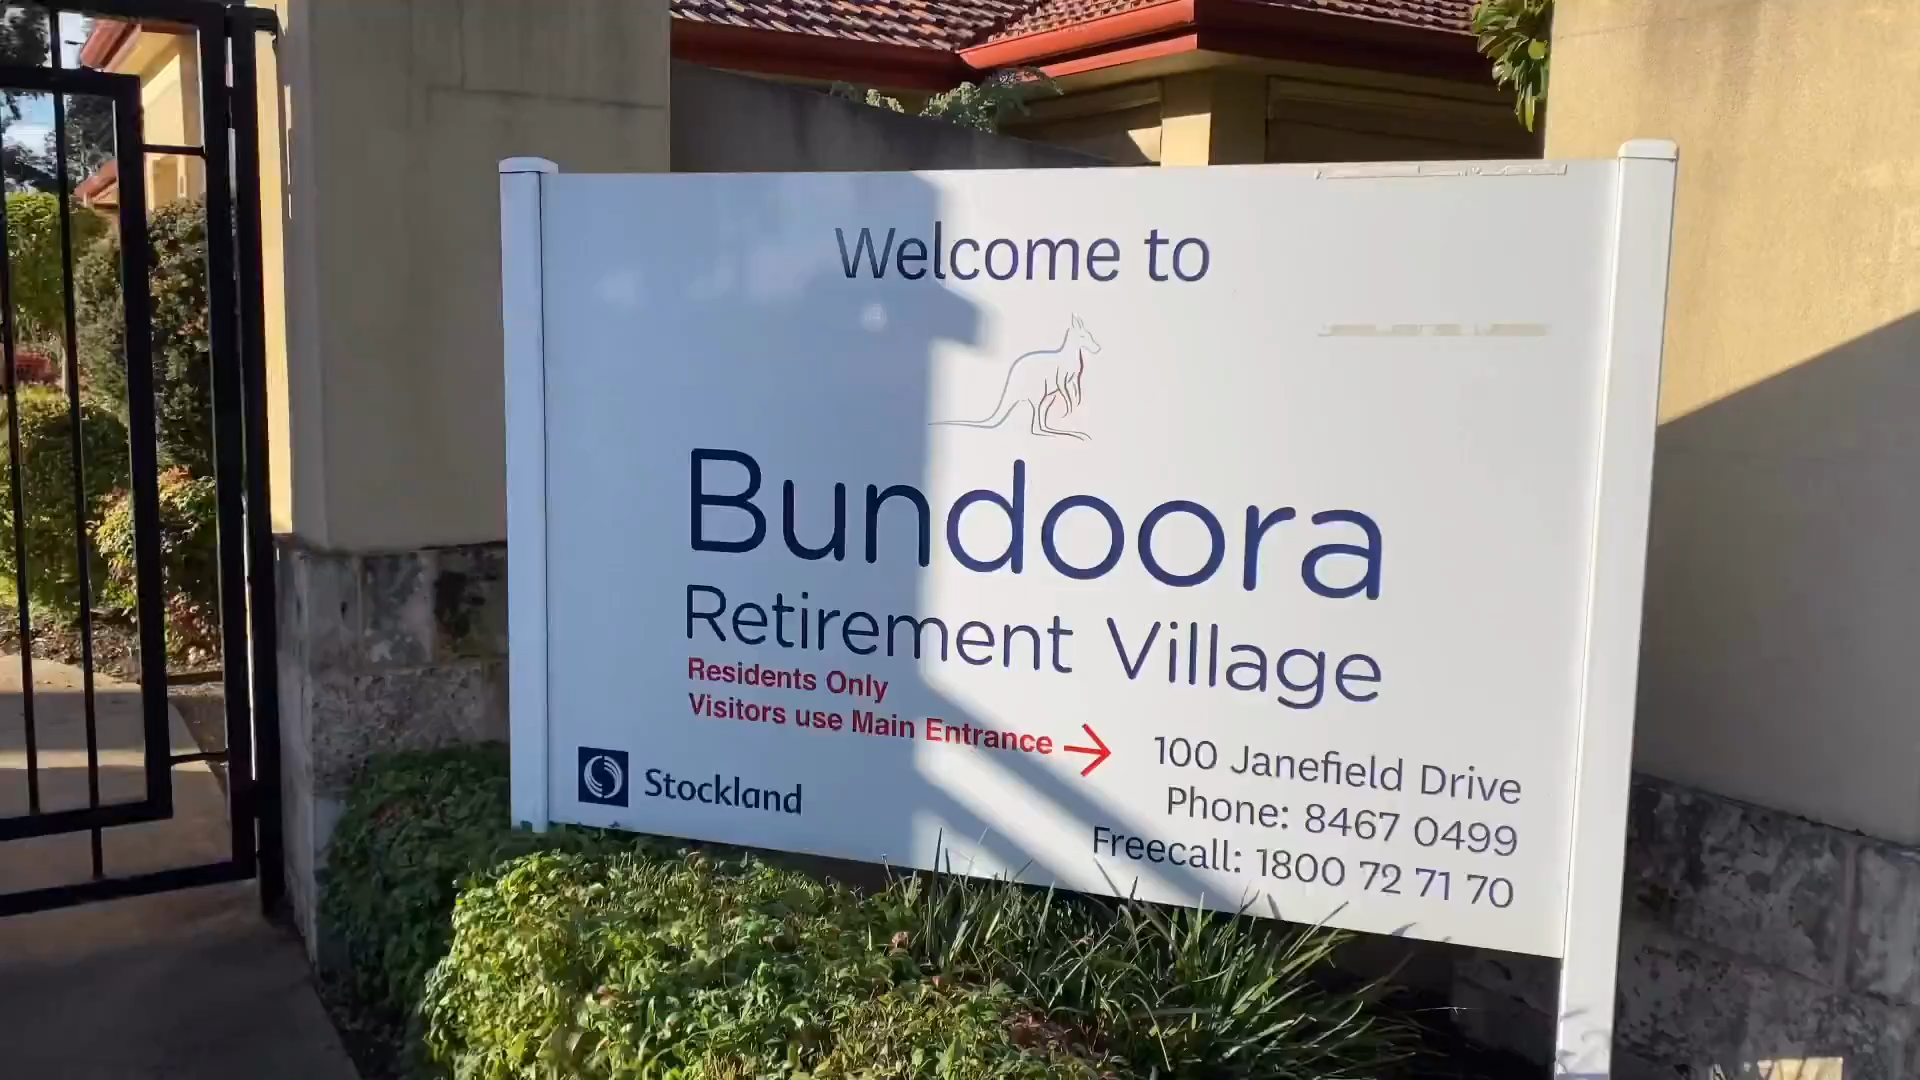 Welcome to
Bundoora
Retirement Village
Residents Only
Visitors use Main Entrance
Stockland
100 Janefield Drive
Phone: 8467 0499
Freecall: 1800 72 71 70